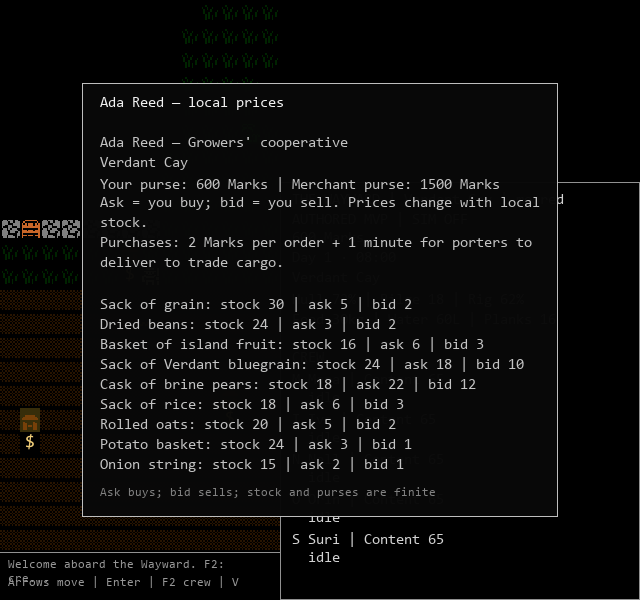 Ada Reed — local prices
Ada Reed — Growers' cooperative
Verdant Cay
Your purse: 600 Marks | Merchant purse: 1500 Marks
Ask = you buy; bid = you sell. Prices change with local
stock.
Purchases: 2 Marks per order + 1 minute for porters to
deliver to trade cargo.
Sack of grain: stock 30 | ask 5 | bid 2
Dried beans: stock 24 | ask 3 | bid 2
Basket of island fruit: stock 16 | ask 6 | bid 3
Sack of Verdant bluegrain: stock 24 | ask 18 | bid 10
Cask of brine pears: stock 18 | ask 22 | bid 12
Sack of rice: stock 18 | ask 6 | bid 3
Rolled oats: stock 20 | ask 5 | bid 2
Potato basket: stock 24 | ask 3 | bid 1
Onion string: stock 15 | ask 2 | bid 1
Ask buys; bid sells; stock and purses are finite
d
$
idle
S Suri | Content 65
idle
Welcome aboard the Wayward. F2:
Arrows move | Enter | F2 crew | V